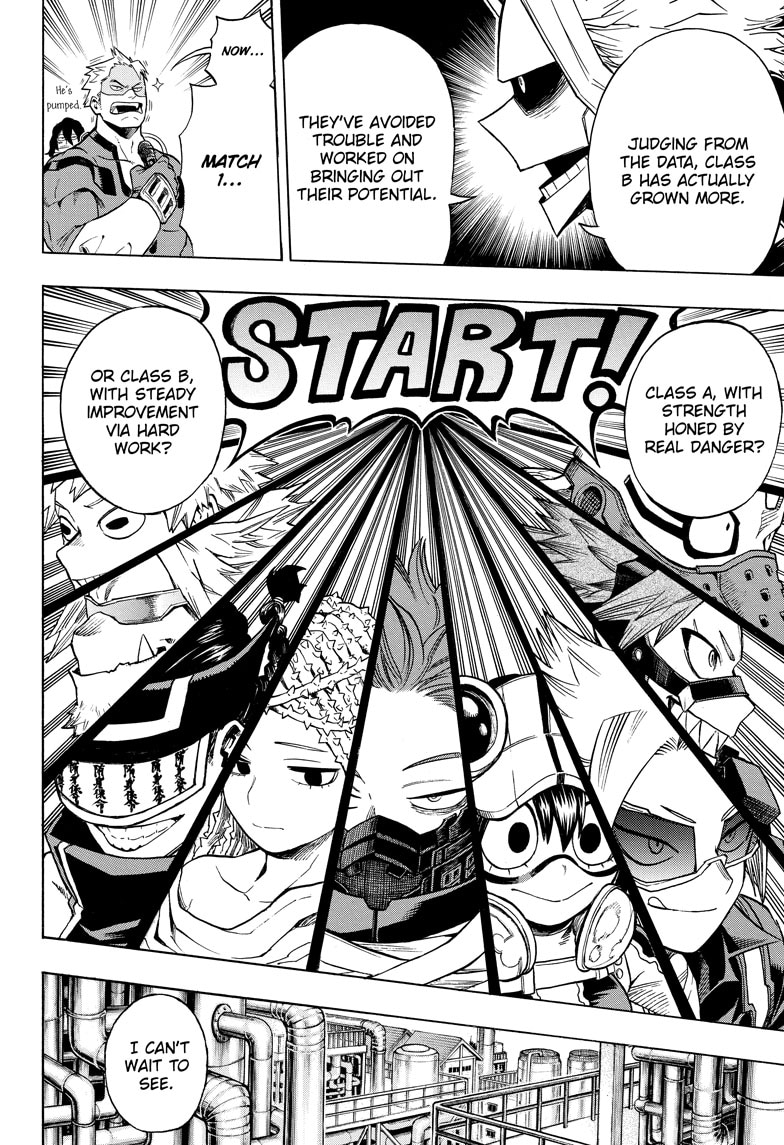 JUDGING FROM
THE DATA, CLASS
B HAS ACTUALLY
GROWN MORE.
THEY'VE AVOIDED
TROUBLE AND
WORKED ON
BRINGING OUT
THEIR POTENTIAL.
NOW...
MATCH
1...
He's
pumped.
START!
CLASS A, WITH
STRENGTH
HONED BY
REAL DANGER?
OR CLASS B,
WITH STEADY
IMPROVEMENT
VIA HARD
WORK?
I CAN'T
WAIT TO
SEE.